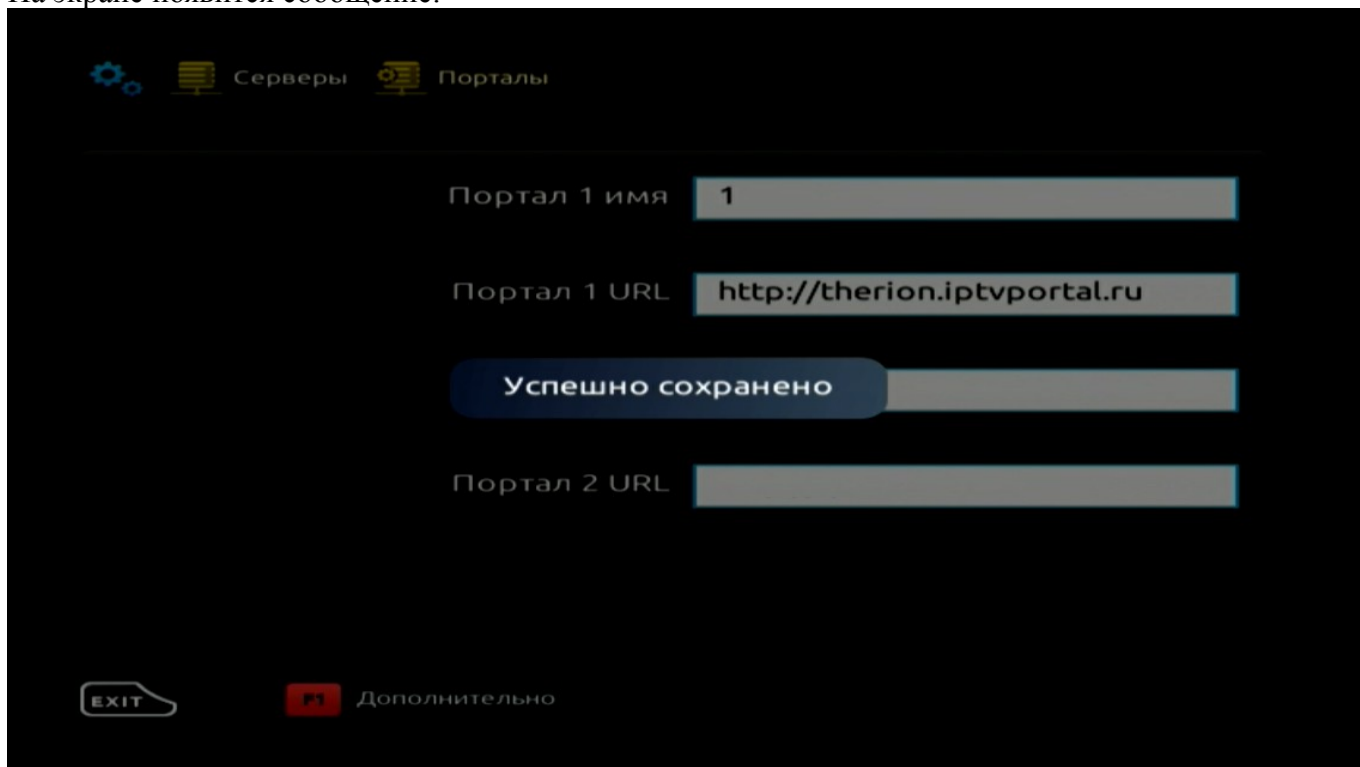 На экране появится сообщение:
Серверы Порталы
Портал 1 имя 1
Портал 1 URL http://therion.iptvportal.ru
Успешно сохранено
Портал 2 URL
EXIT F1 Дополнительно